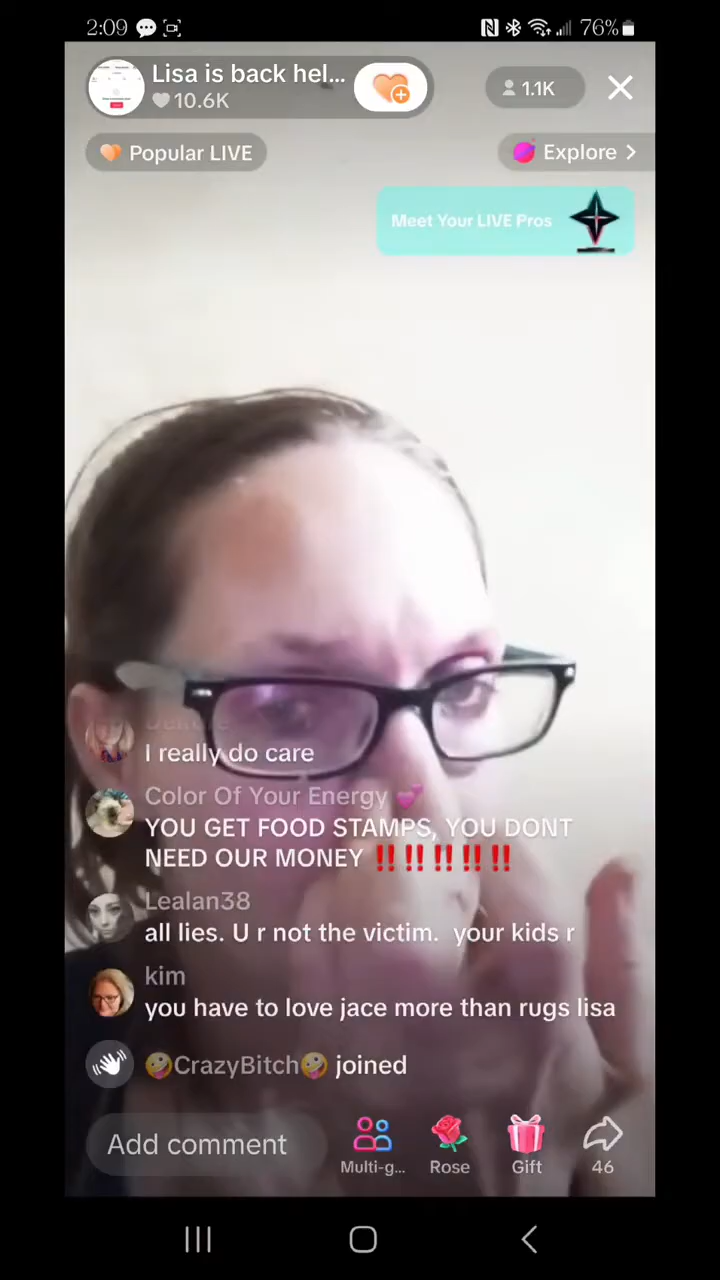 2:09
76%
Lisa is back hel...
10.6K
1.1K
Popular LIVE
Explore
Meet Your LIVE Pros
I really do care
Color Of Your Energy 💕
YOU GET FOOD STAMPS, YOU DONT
NEED OUR MONEY ‼️‼️‼️‼️‼️
Lealan38
all lies. U r not the victim. your kids r
kim
you have to love jace more than rugs lisa
🤪CrazyBitch🤪 joined
Add comment
Multi-g...
Rose
Gift
46